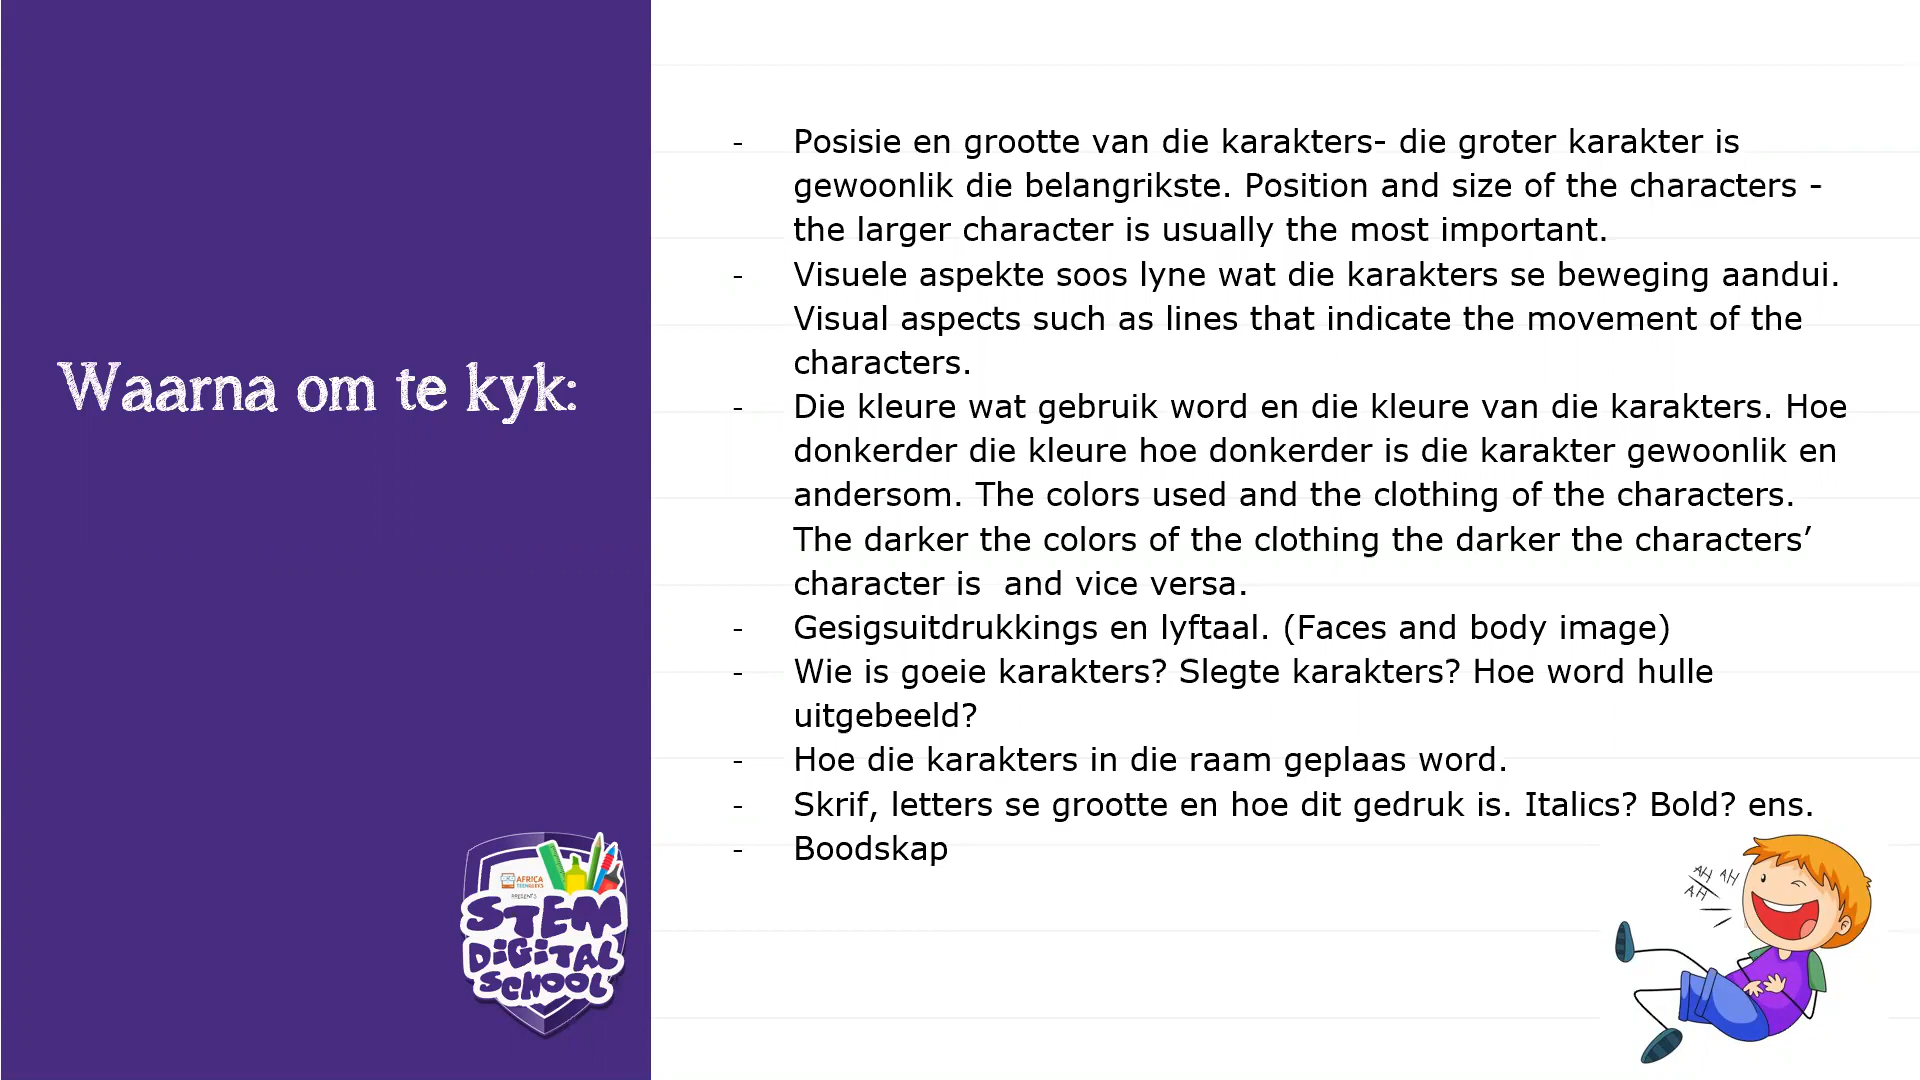 Waarna om te kyk:
- Posisie en grootte van die karakters- die groter karakter is
gewoonlik die belangrikste. Position and size of the characters -
the larger character is usually the most important.
- Visuele aspekte soos lyne wat die karakters se beweging aandui.
Visual aspects such as lines that indicate the movement of the
characters.
- Die kleure wat gebruik word en die kleure van die karakters. Hoe
donkerder die kleure hoe donkerder is die karakter gewoonlik en
andersom. The colors used and the clothing of the characters.
The darker the colors of the clothing the darker the characters’
character is  and vice versa.
- Gesigsuitdrukkings en lyftaal. (Faces and body image)
- Wie is goeie karakters? Slegte karakters? Hoe word hulle
uitgebeeld?
- Hoe die karakters in die raam geplaas word.
- Skrif, letters se grootte en hoe dit gedruk is. Italics? Bold? ens.
- Boodskap
AFRICA
TEENGEEKS
PRESENTS
STEM
DIGITAL
SCHOOL
AH AH
AH